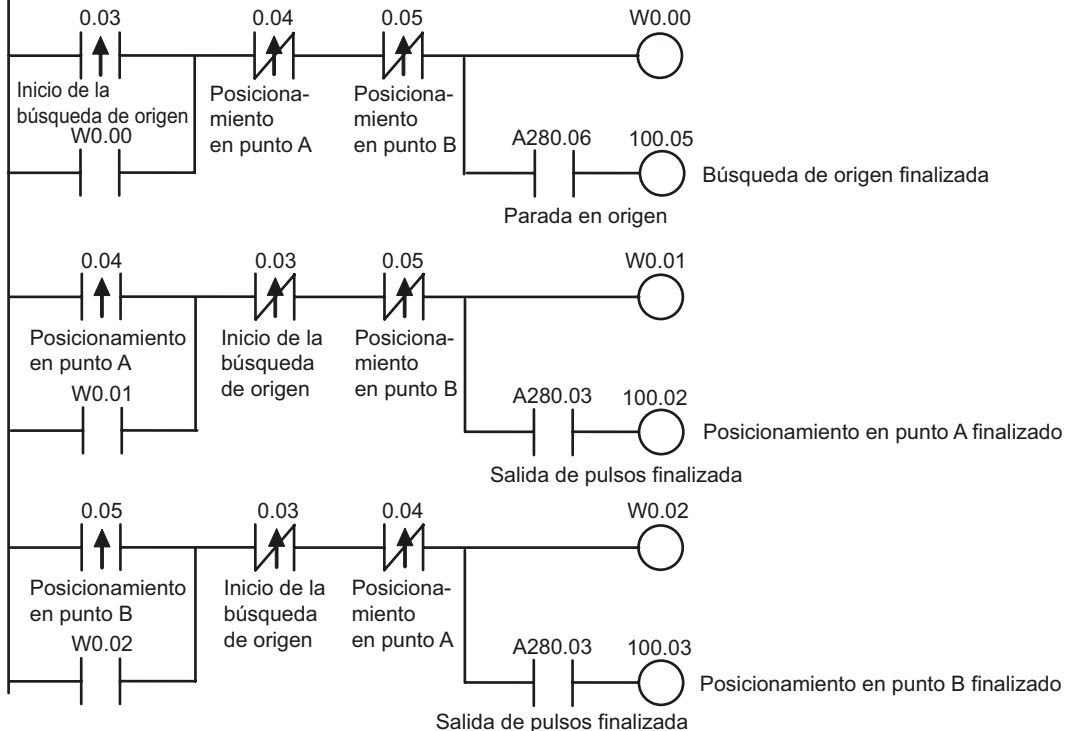 0.03 0.04 0.05 W0.00
Inicio de la
búsqueda de origen
Posiciona-
miento
en punto A
Posiciona-
miento
en punto B
W0.00
A280.06 100.05
Búsqueda de origen finalizada
Parada en origen
0.04 0.03 0.05 W0.01
Posicionamiento
en punto A
Inicio de la
búsqueda
de origen
Posiciona-
miento
en punto B
W0.01
A280.03 100.02
Posicionamiento en punto A finalizado
Salida de pulsos finalizada
0.05 0.03 0.04 W0.02
Posicionamiento
en punto B
Inicio de la
búsqueda
de origen
Posiciona-
miento
en punto A
W0.02
A280.03 100.03
Posicionamiento en punto B finalizado
Salida de pulsos finalizada